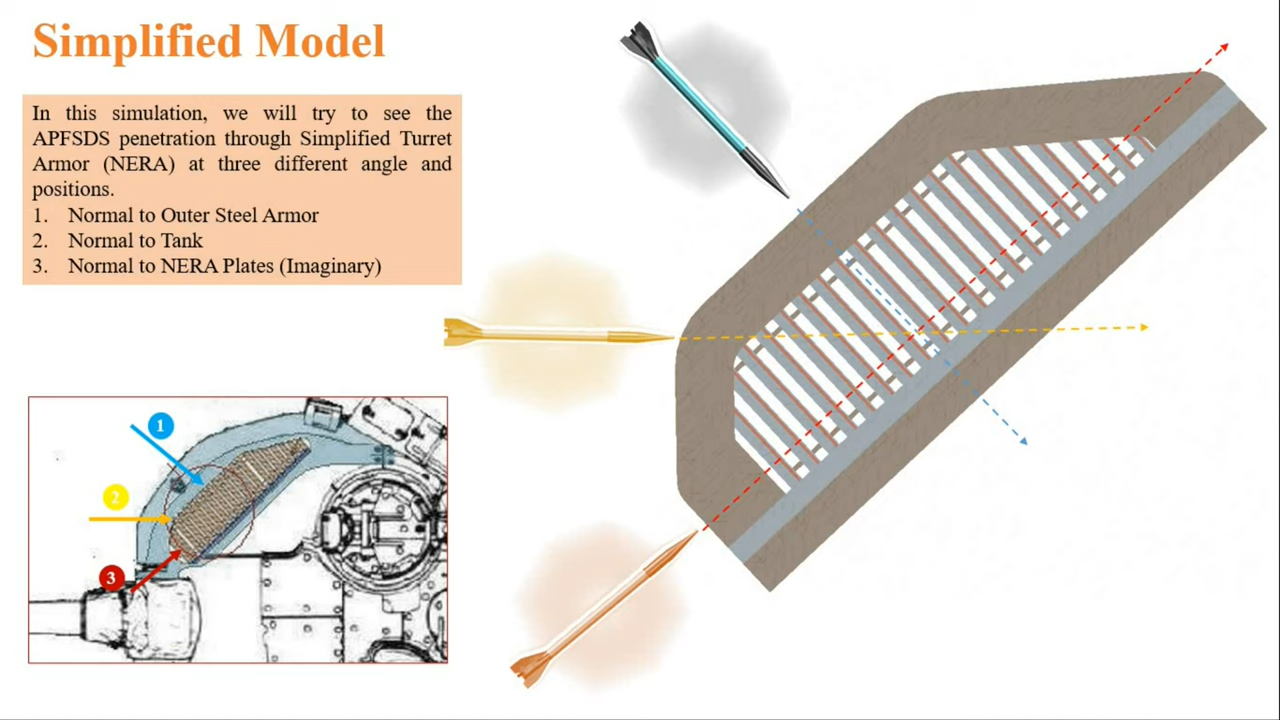 Simplified Model
In this simulation, we will try to see the
APFSDS penetration through Simplified Turret
Armor (NERA) at three different angle and
positions.
1. Normal to Outer Steel Armor
2. Normal to Tank
3. Normal to NERA Plates (Imaginary)
1
2
3